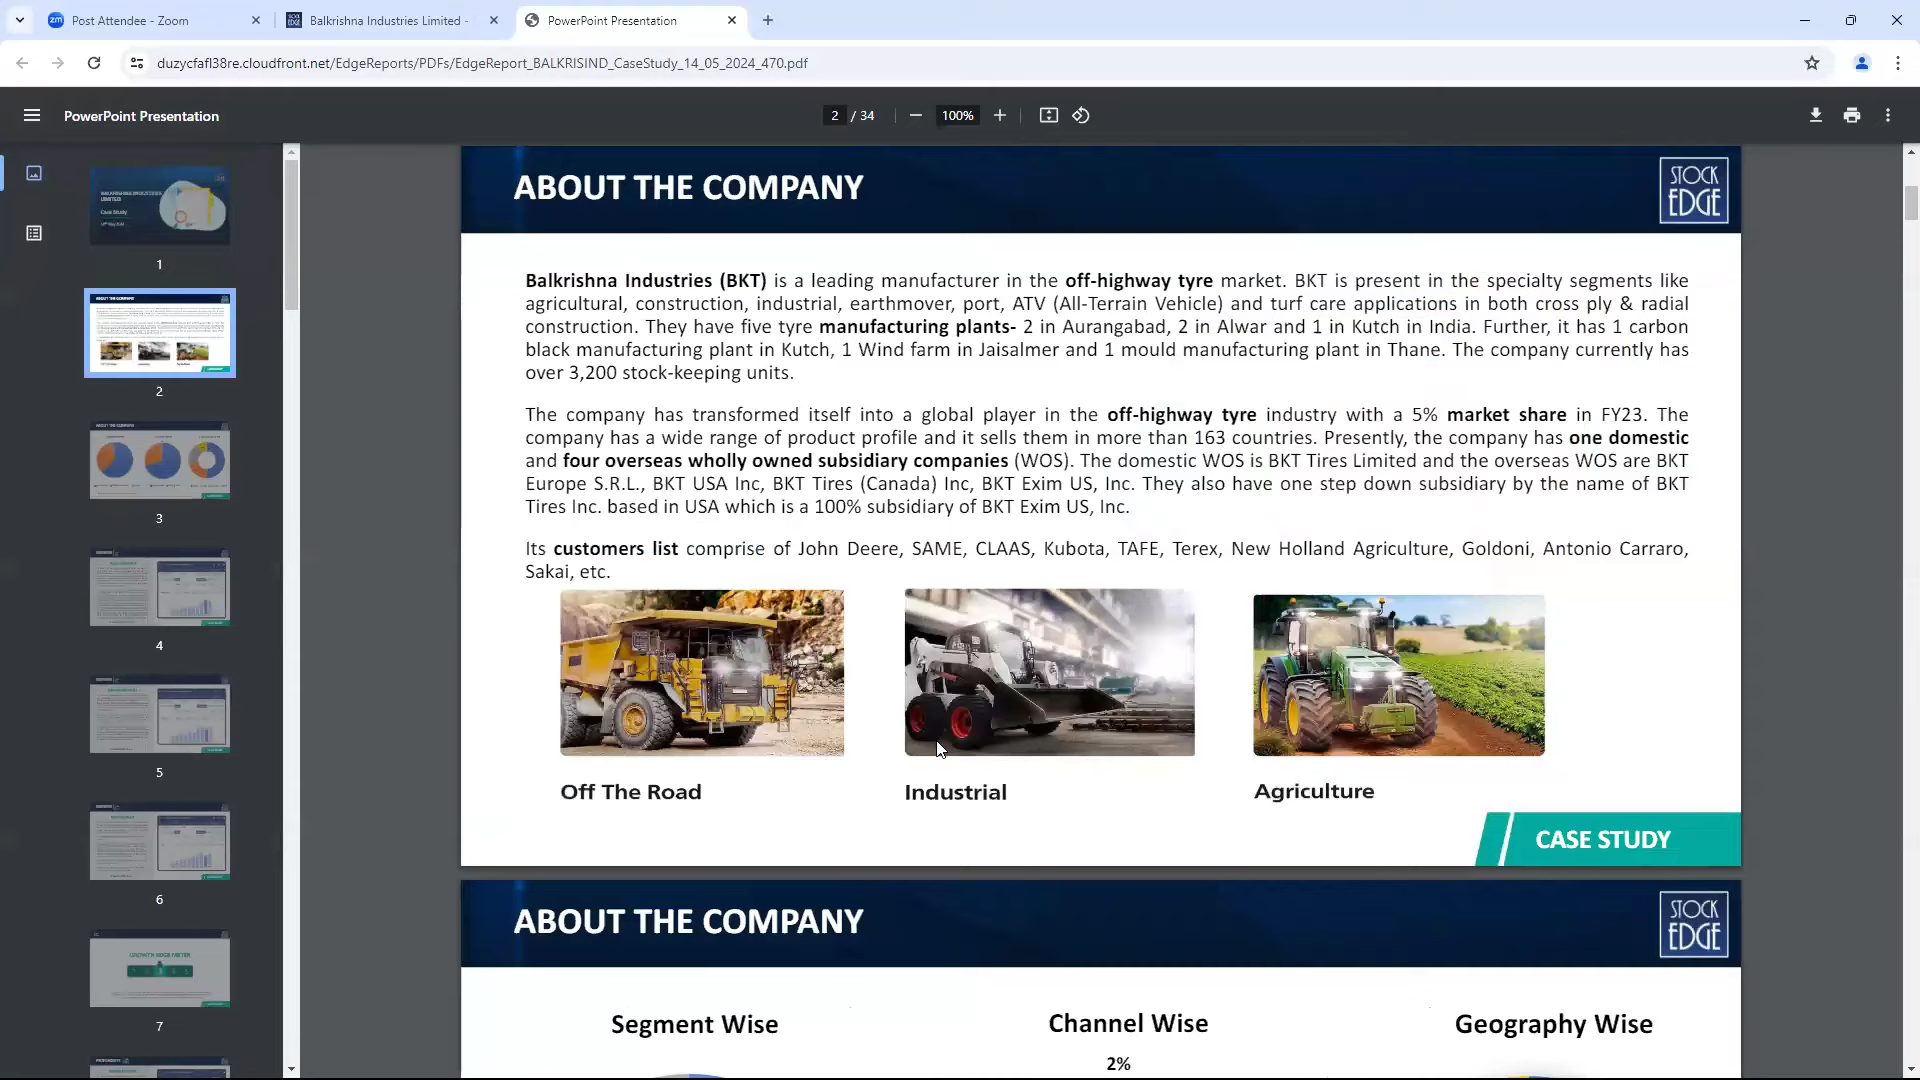 Post Attendee - Zoom
Balkrishna Industries Limited -
PowerPoint Presentation
duzycfafl38re.cloudfront.net/EdgeReports/PDFs/EdgeReport_BALKRISIND_CaseStudy_14_05_2024_470.pdf
PowerPoint Presentation
2 / 34
100%
1
2
3
4
5
6
GROWTH EDGE METER
7
ABOUT THE COMPANY
STOCK
EDGE
Balkrishna Industries (BKT) is a leading manufacturer in the off-highway tyre market. BKT is present in the specialty segments like
agricultural, construction, industrial, earthmover, port, ATV (All-Terrain Vehicle) and turf care applications in both cross ply & radial
construction. They have five tyre manufacturing plants- 2 in Aurangabad, 2 in Alwar and 1 in Kutch in India. Further, it has 1 carbon
black manufacturing plant in Kutch, 1 Wind farm in Jaisalmer and 1 mould manufacturing plant in Thane. The company currently has
over 3,200 stock-keeping units.
The company has transformed itself into a global player in the off-highway tyre industry with a 5% market share in FY23. The
company has a wide range of product profile and it sells them in more than 163 countries. Presently, the company has one domestic
and four overseas wholly owned subsidiary companies (WOS). The domestic WOS is BKT Tires Limited and the overseas WOS are BKT
Europe S.R.L., BKT USA Inc, BKT Tires (Canada) Inc, BKT Exim US, Inc. They also have one step down subsidiary by the name of BKT
Tires Inc. based in USA which is a 100% subsidiary of BKT Exim US, Inc.
Its customers list comprise of John Deere, SAME, CLAAS, Kubota, TAFE, Terex, New Holland Agriculture, Goldoni, Antonio Carraro,
Sakai, etc.
Off The Road
Industrial
Agriculture
CASE STUDY
ABOUT THE COMPANY
STOCK
EDGE
Segment Wise
Channel Wise
Geography Wise
2%